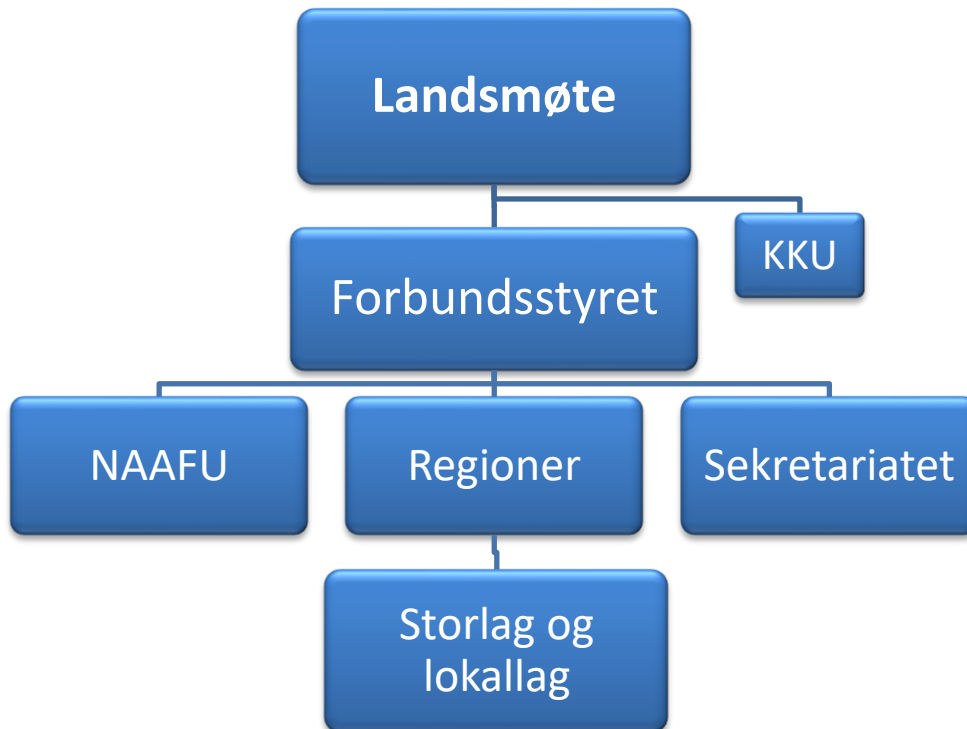 Landsmøte
KKU
Forbundsstyret
NAAFU
Regioner
Sekretariatet
Storlag og
lokallag